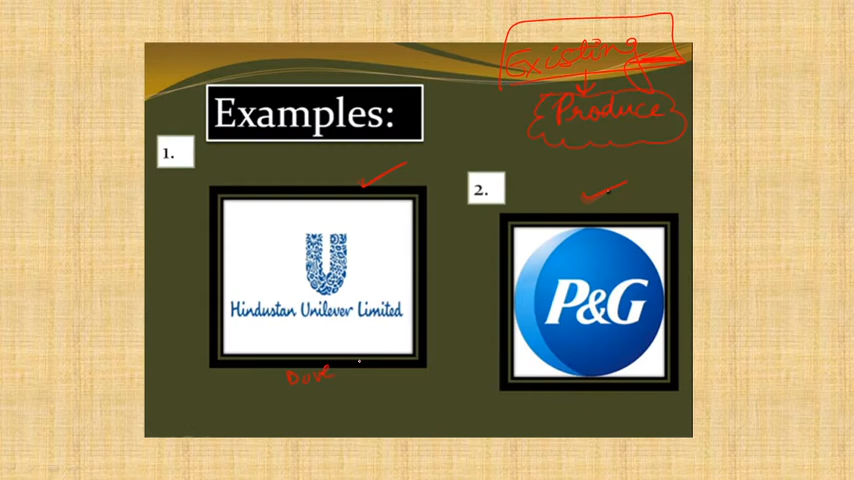 Existing
Produce
Examples:
1.
2.
Hindustan Unilever Limited
P&G
Dove